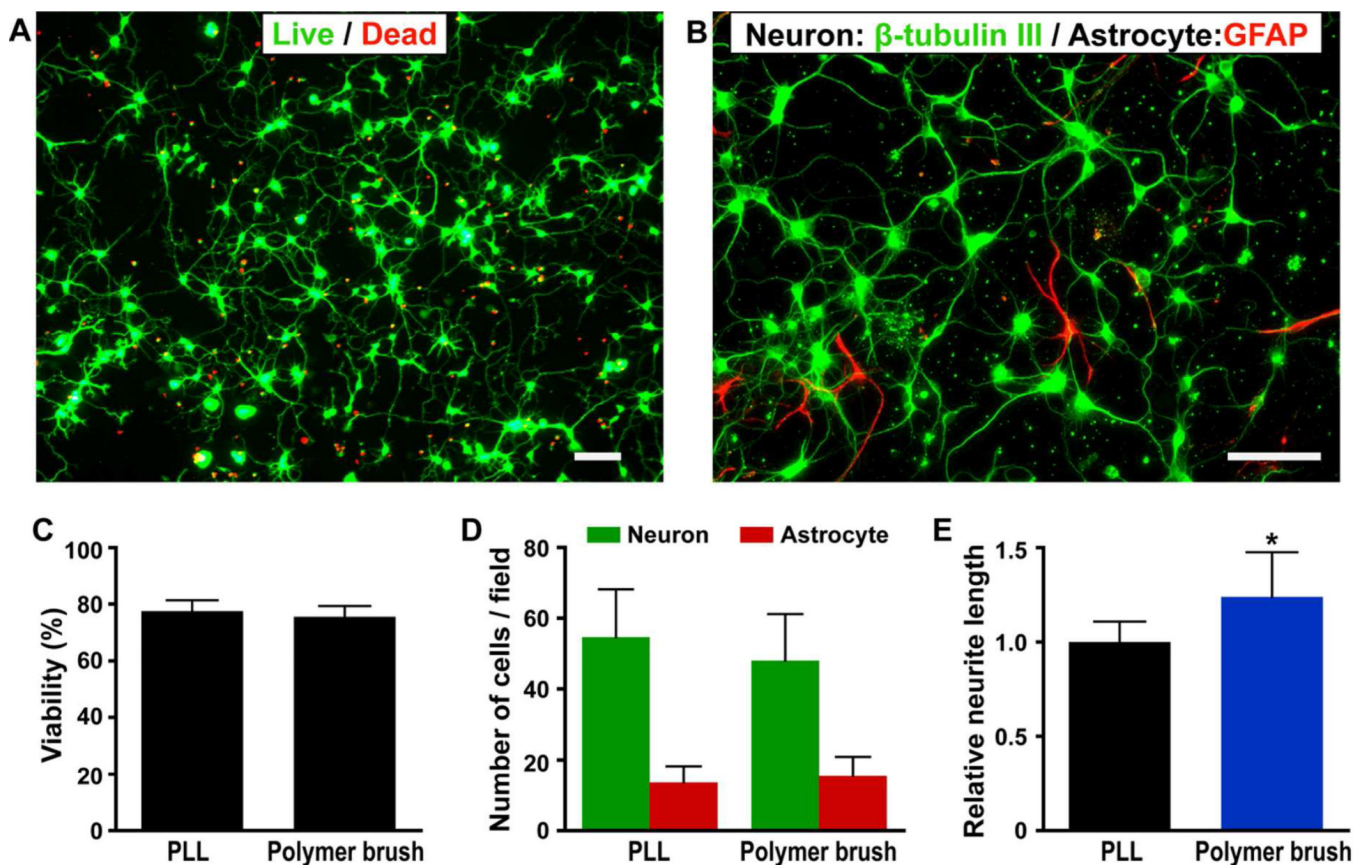 A
Live / Dead
B
Neuron: β-tubulin III / Astrocyte:GFAP
C
Viability (%)
100
80
60
40
20
0
PLL Polymer brush
D
Neuron Astrocyte
Number of cells / field
80
60
40
20
0
PLL Polymer brush
E
Relative neurite length
1.5
1.0
0.5
0
*
PLL Polymer brush